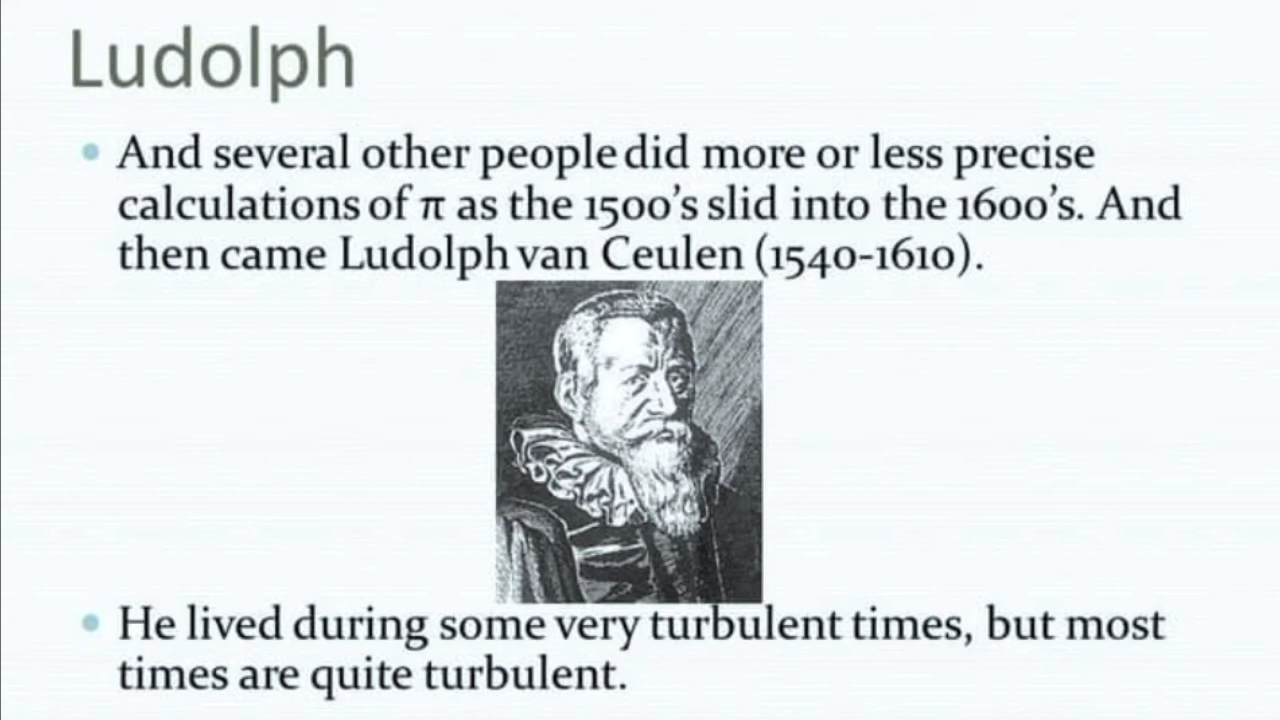 Ludolph
• And several other people did more or less precise
calculations of π as the 1500's slid into the 1600's. And
then came Ludolph van Ceulen (1540-1610).
• He lived during some very turbulent times, but most
times are quite turbulent.